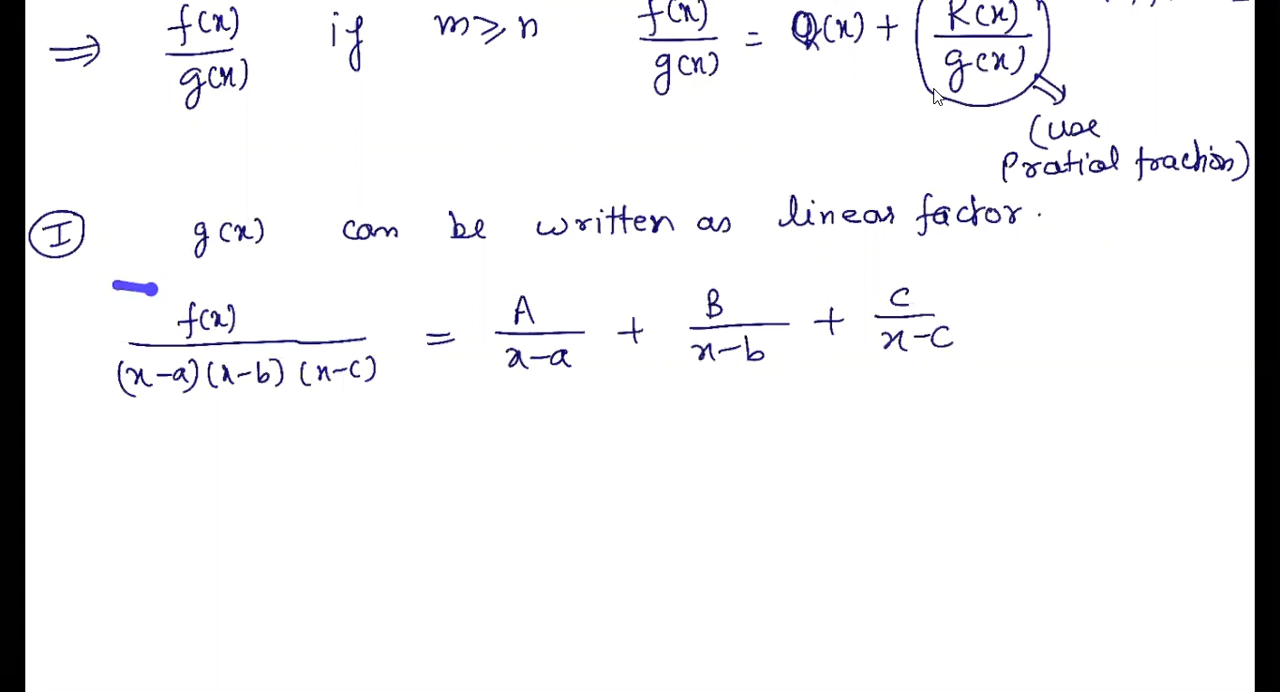 ⇒ f(x)/g(x) if m ≥ n f(x)/g(x) = Q(x) + (R(x)/g(x))
(use
Pratial fraction)
I g(x) can be written as linear factor.
f(x)/(x-a)(x-b)(x-c) = A/x-a + B/x-b + C/x-c